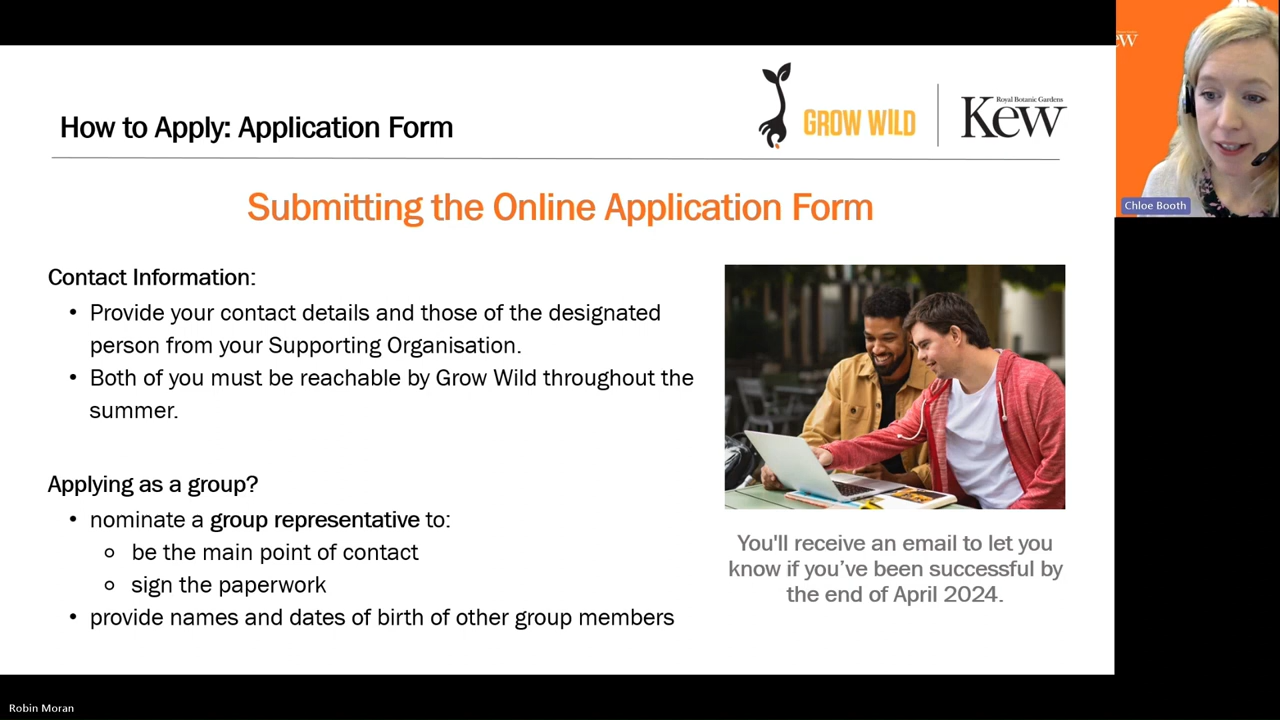 How to Apply: Application Form
GROW WILD
Royal Botanic Gardens
Kew
Submitting the Online Application Form
Contact Information:
• Provide your contact details and those of the designated
person from your Supporting Organisation.
• Both of you must be reachable by Grow Wild throughout the
summer.
Applying as a group?
• nominate a group representative to:
o be the main point of contact
o sign the paperwork
• provide names and dates of birth of other group members
You'll receive an email to let you
know if you’ve been successful by
the end of April 2024.
ew
Chloe Booth
Robin Moran